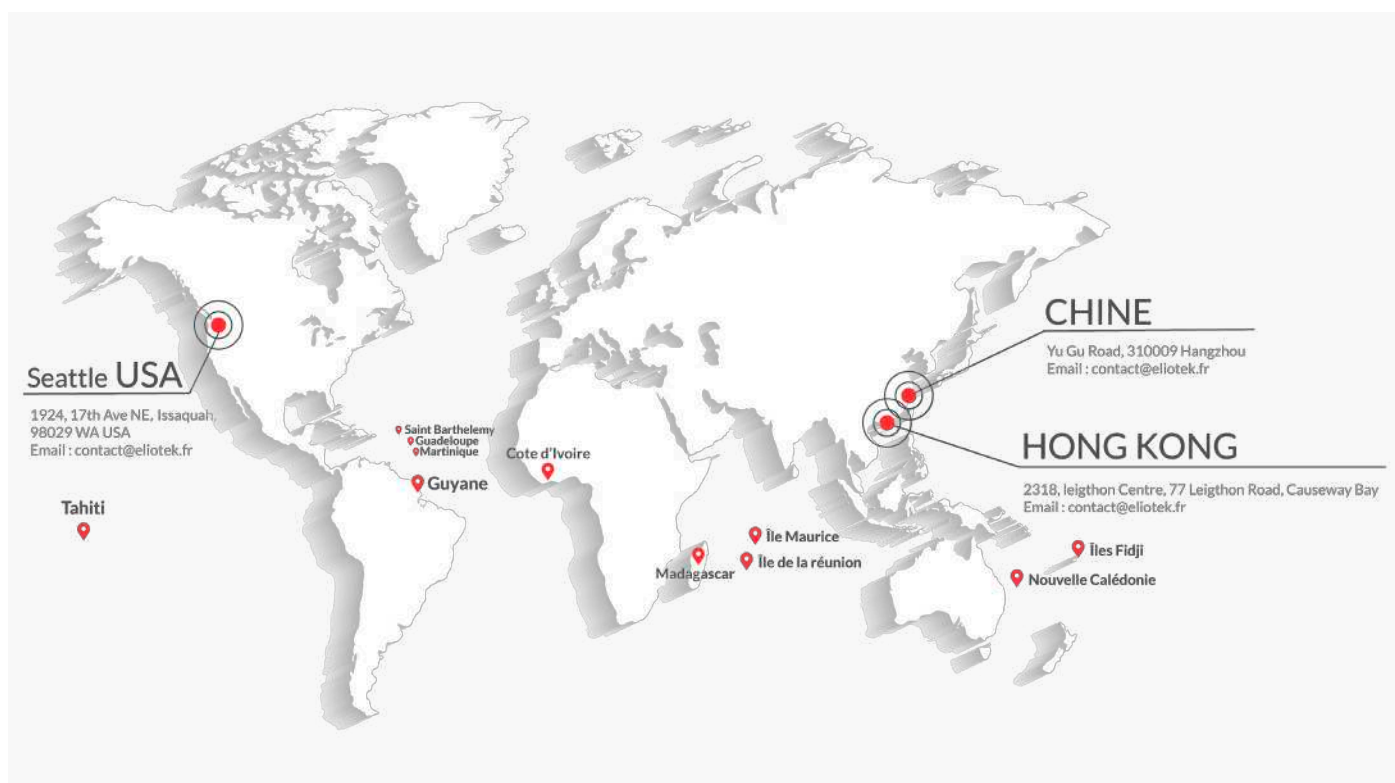 CHINE
Yu Gu Road, 310009 Hangzhou
Email : contact@eliotek.fr
Seattle USA
1924, 17th Ave NE, Issaquah,
98029 WA USA
Email : contact@eliotek.fr
Saint Barthelemy
Guadeloupe
Martinique
Cote d'Ivoire
Guyane
HONG KONG
2318, leigthon Centre, 77 Leigthon Road, Causeway Bay
Email : contact@eliotek.fr
Tahiti
Île Maurice
Île de la réunion
Madagascar
Îles Fidji
Nouvelle Calédonie